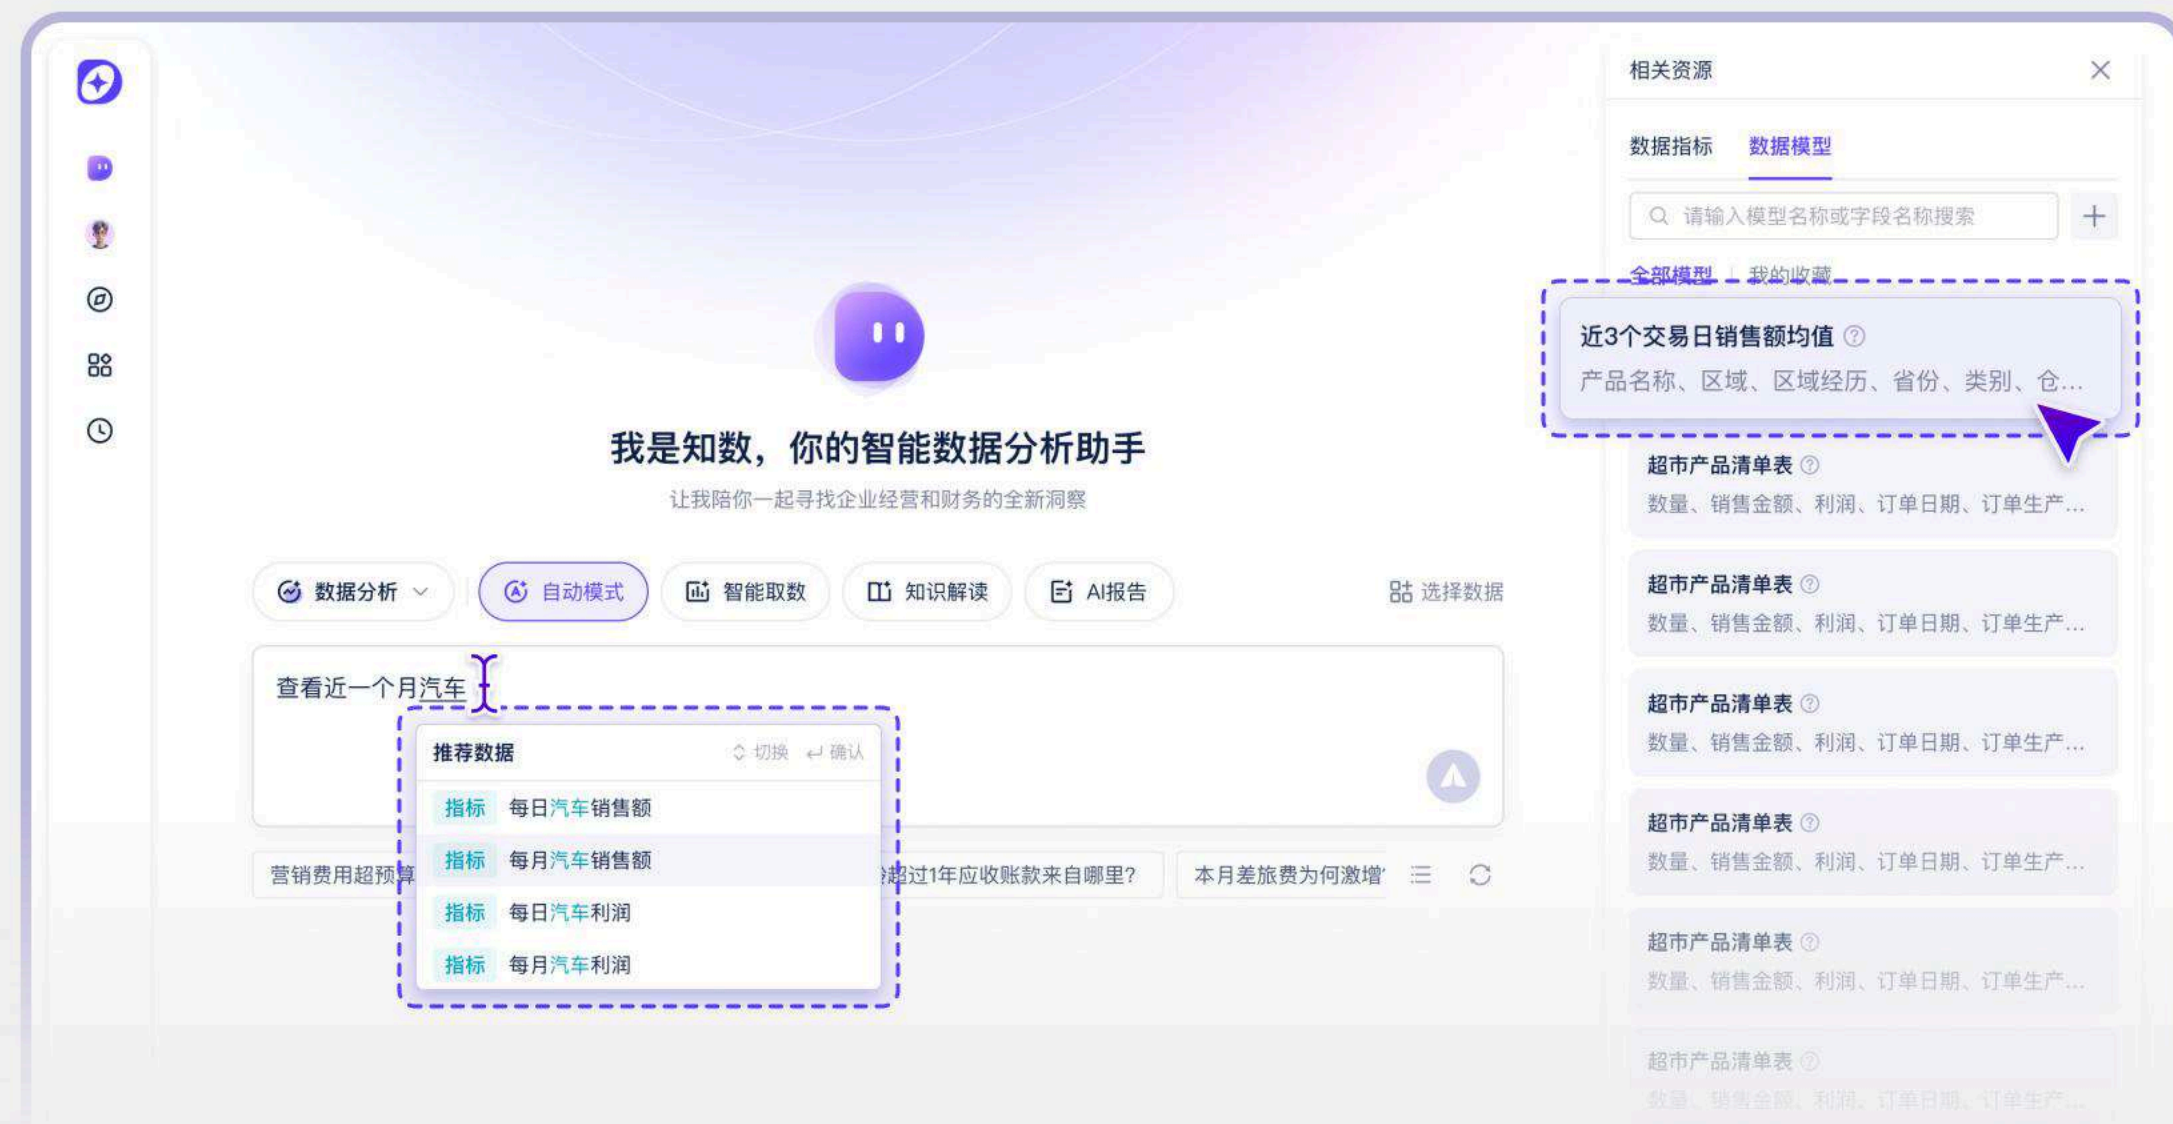 我是知数，你的智能数据分析助手
让我陪你一起寻找企业经营和财务的全新洞察
数据分析
自动模式
智能取数
知识解读
AI报告
选择数据
查看近一个月汽车
推荐数据
切换
确认
指标 每日汽车销售额
指标 每月汽车销售额
指标 每日汽车利润
指标 每月汽车利润
营销费用超预算
超过1年应收账款来自哪里?
本月差旅费为何激增
相关资源
数据指标
数据模型
请输入模型名称或字段名称搜索
全部模型
我的收藏
近3个交易日销售额均值
产品名称、区域、区域经历、省份、类别、仓...
超市产品清单表
数量、销售金额、利润、订单日期、订单生产...
超市产品清单表
数量、销售金额、利润、订单日期、订单生产...
超市产品清单表
数量、销售金额、利润、订单日期、订单生产...
超市产品清单表
数量、销售金额、利润、订单日期、订单生产...
超市产品清单表
数量、销售金额、利润、订单日期、订单生产...
超市产品清单表
数量、销售金额、利润、订单日期、订单生产...